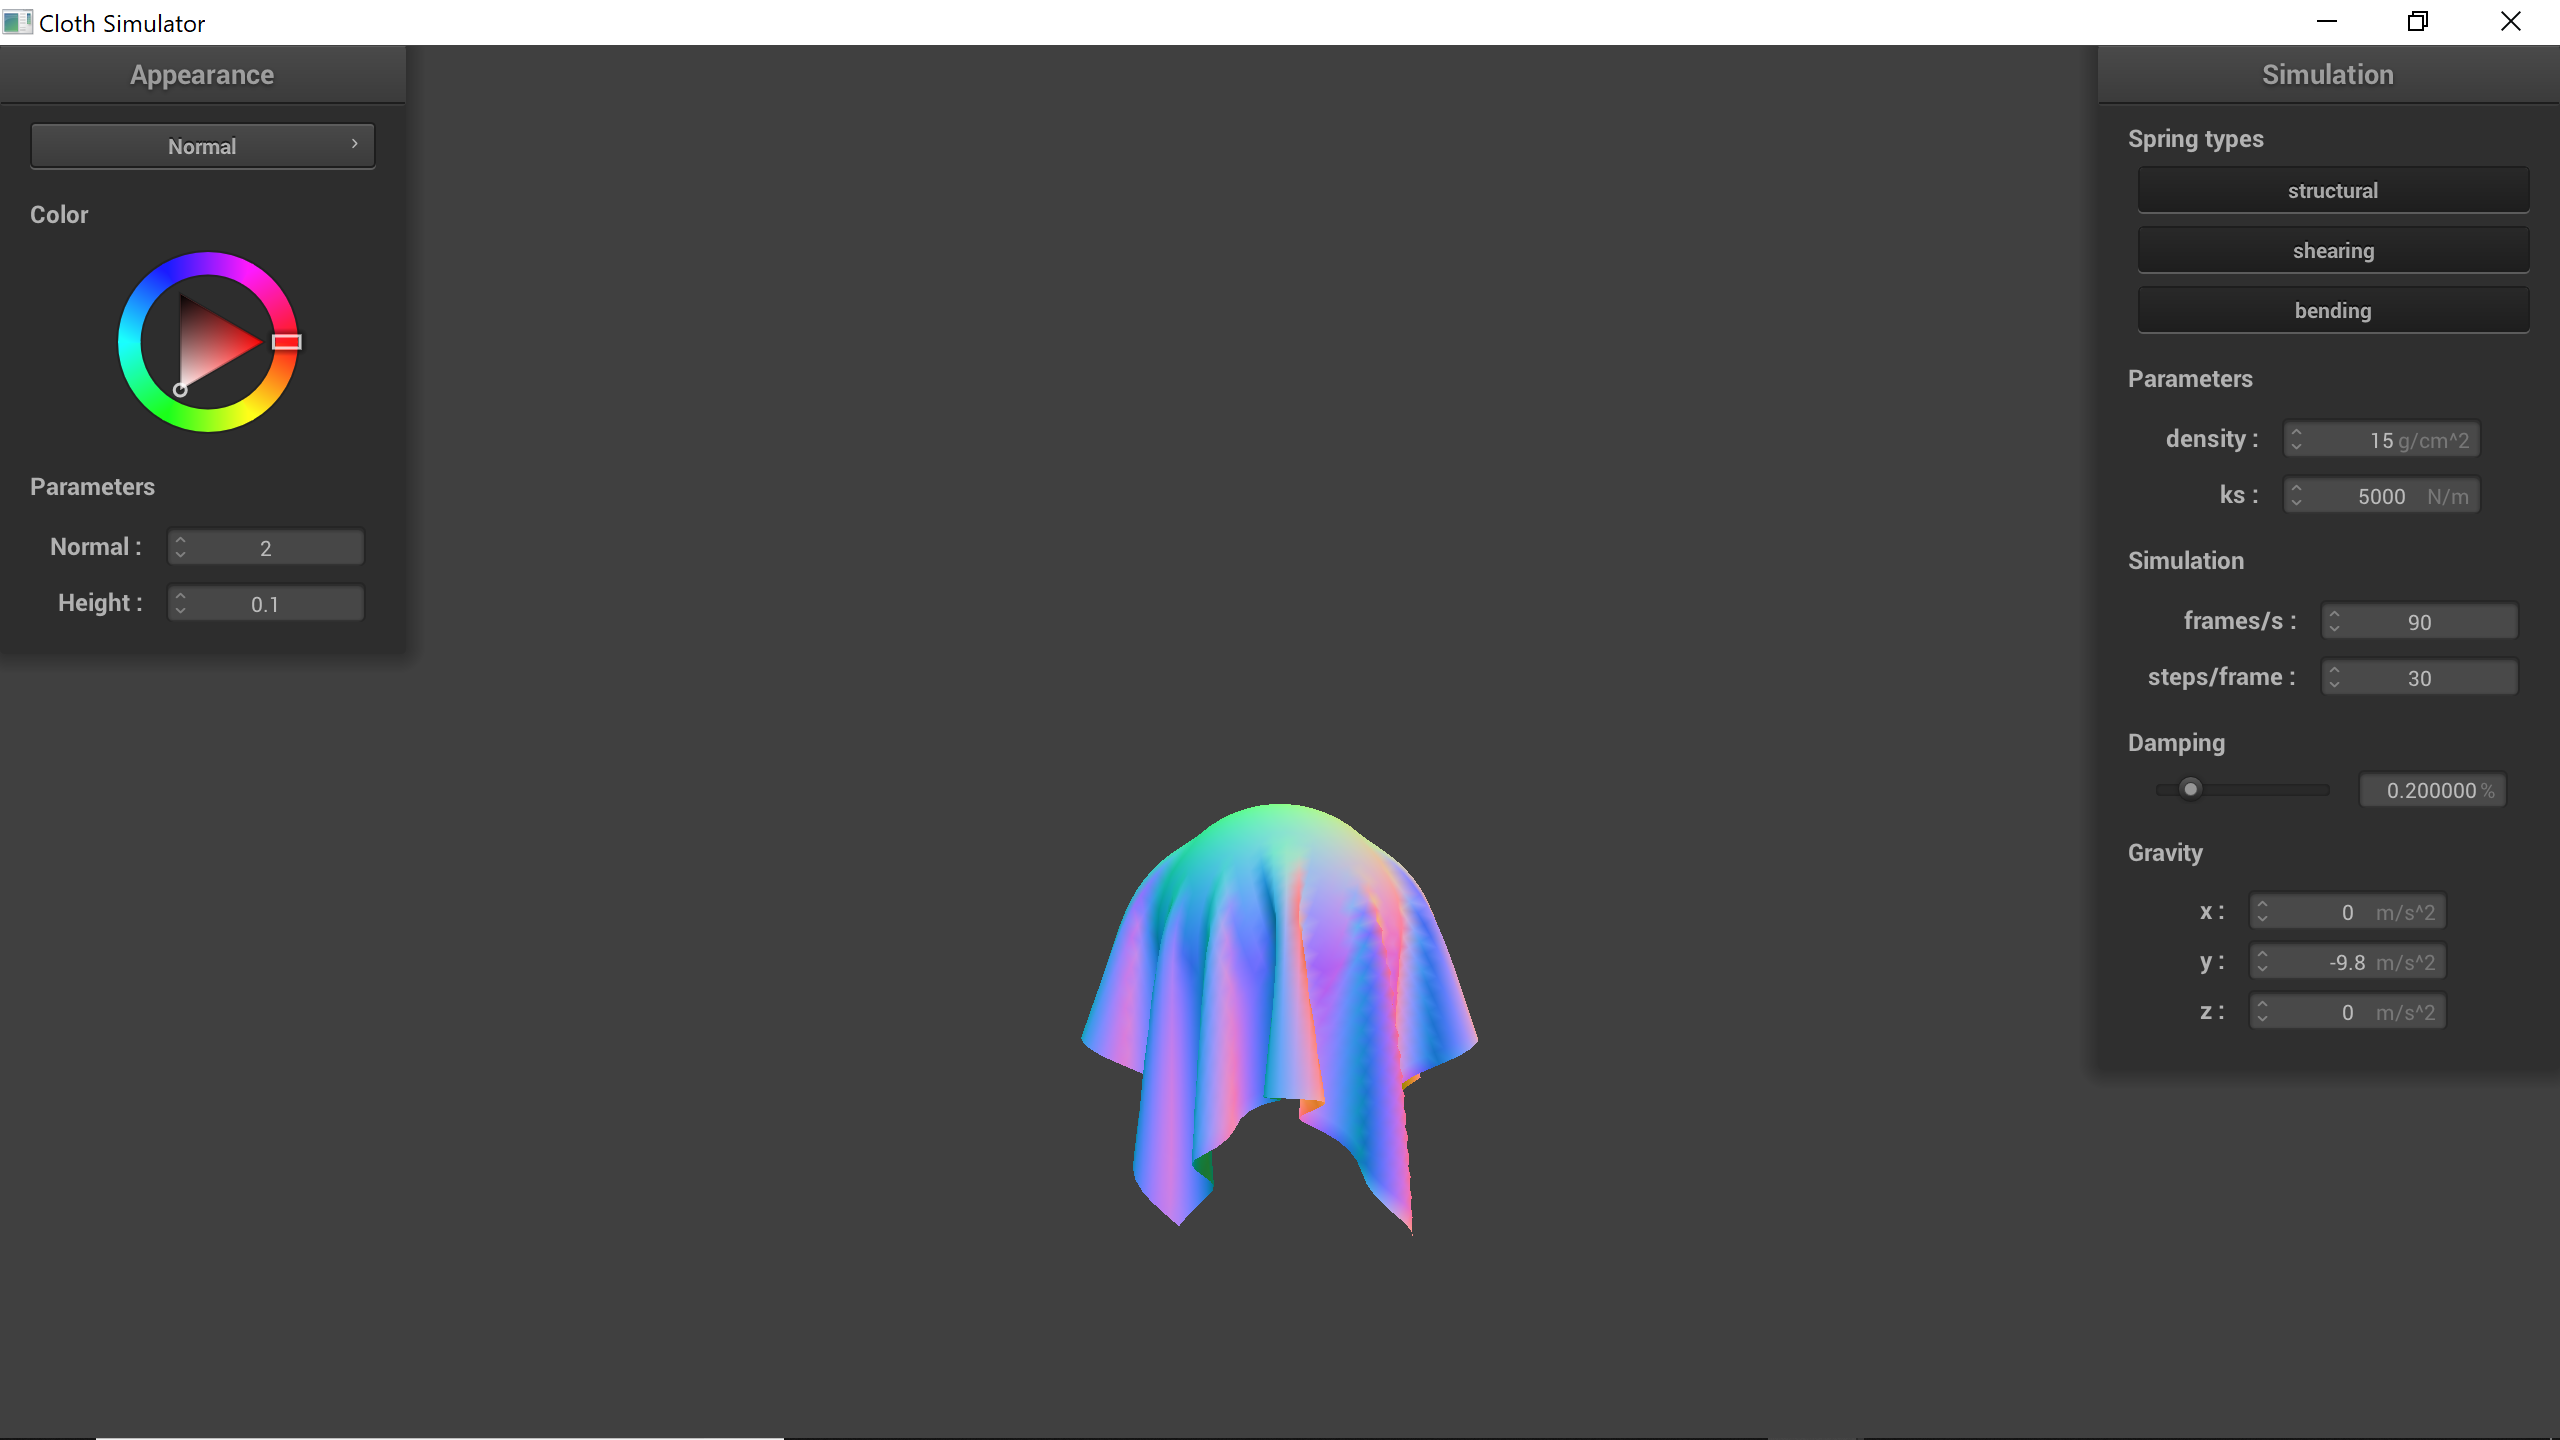 Cloth Simulator
Appearance
Normal
Color
Parameters
Normal : 2
Height : 0.1
Simulation
Spring types
structural
shearing
bending
Parameters
density : 15 g/cm^2
ks : 5000 N/m
Simulation
frames/s : 90
steps/frame : 30
Damping
0.200000 %
Gravity
x : 0 m/s^2
y : -9.8 m/s^2
z : 0 m/s^2